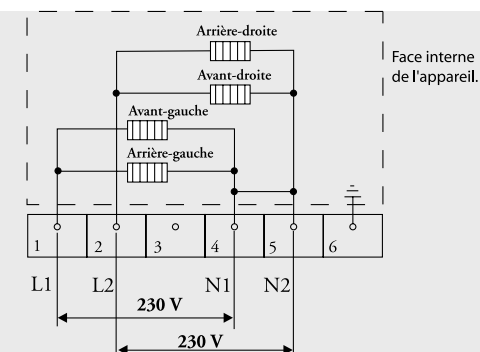 Arrière-droite
Face interne
de l'appareil.
Avant-droite
Avant-gauche
Arrière-gauche
1 2 3 4 5 6
L1 L2 N1 N2
230 V
230 V